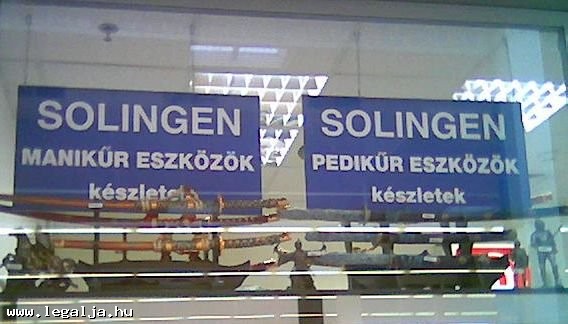 SOLINGEN
MANIKŰR ESZKÖZÖK
készletek
SOLINGEN
PEDIKŰR ESZKÖZÖK
készletek
www.legalja.hu